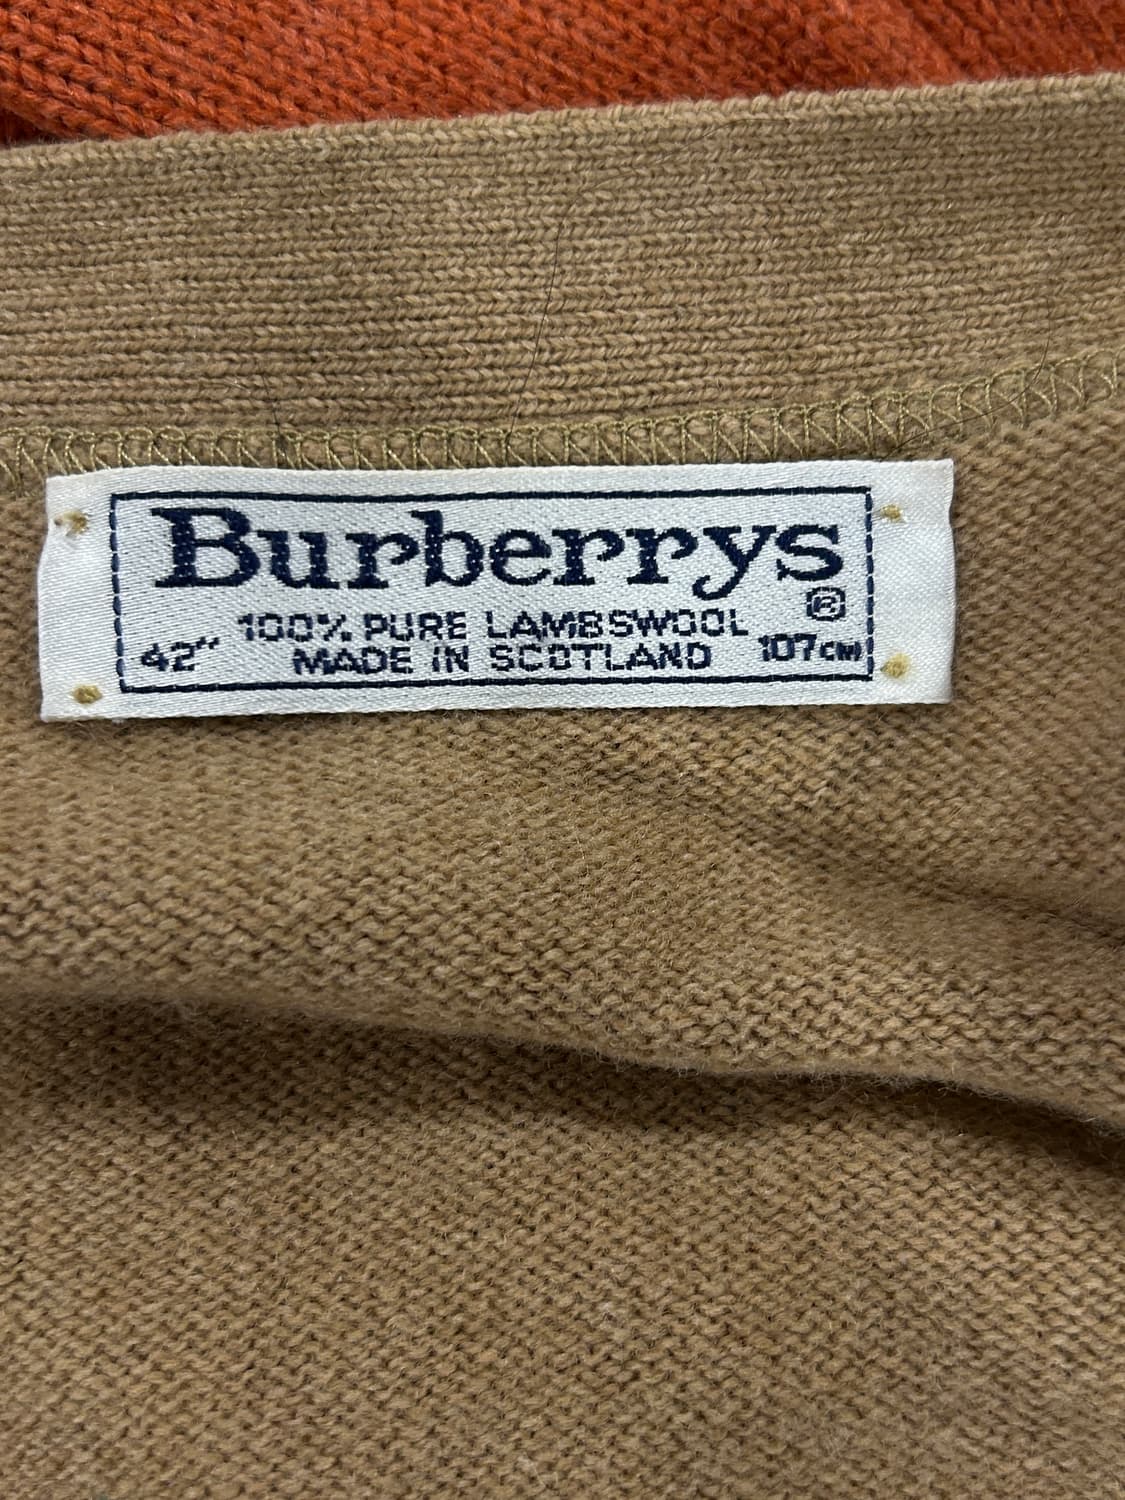 Burberrys
®
100% PURE LAMBSWOOL
42" MADE IN SCOTLAND 107CM